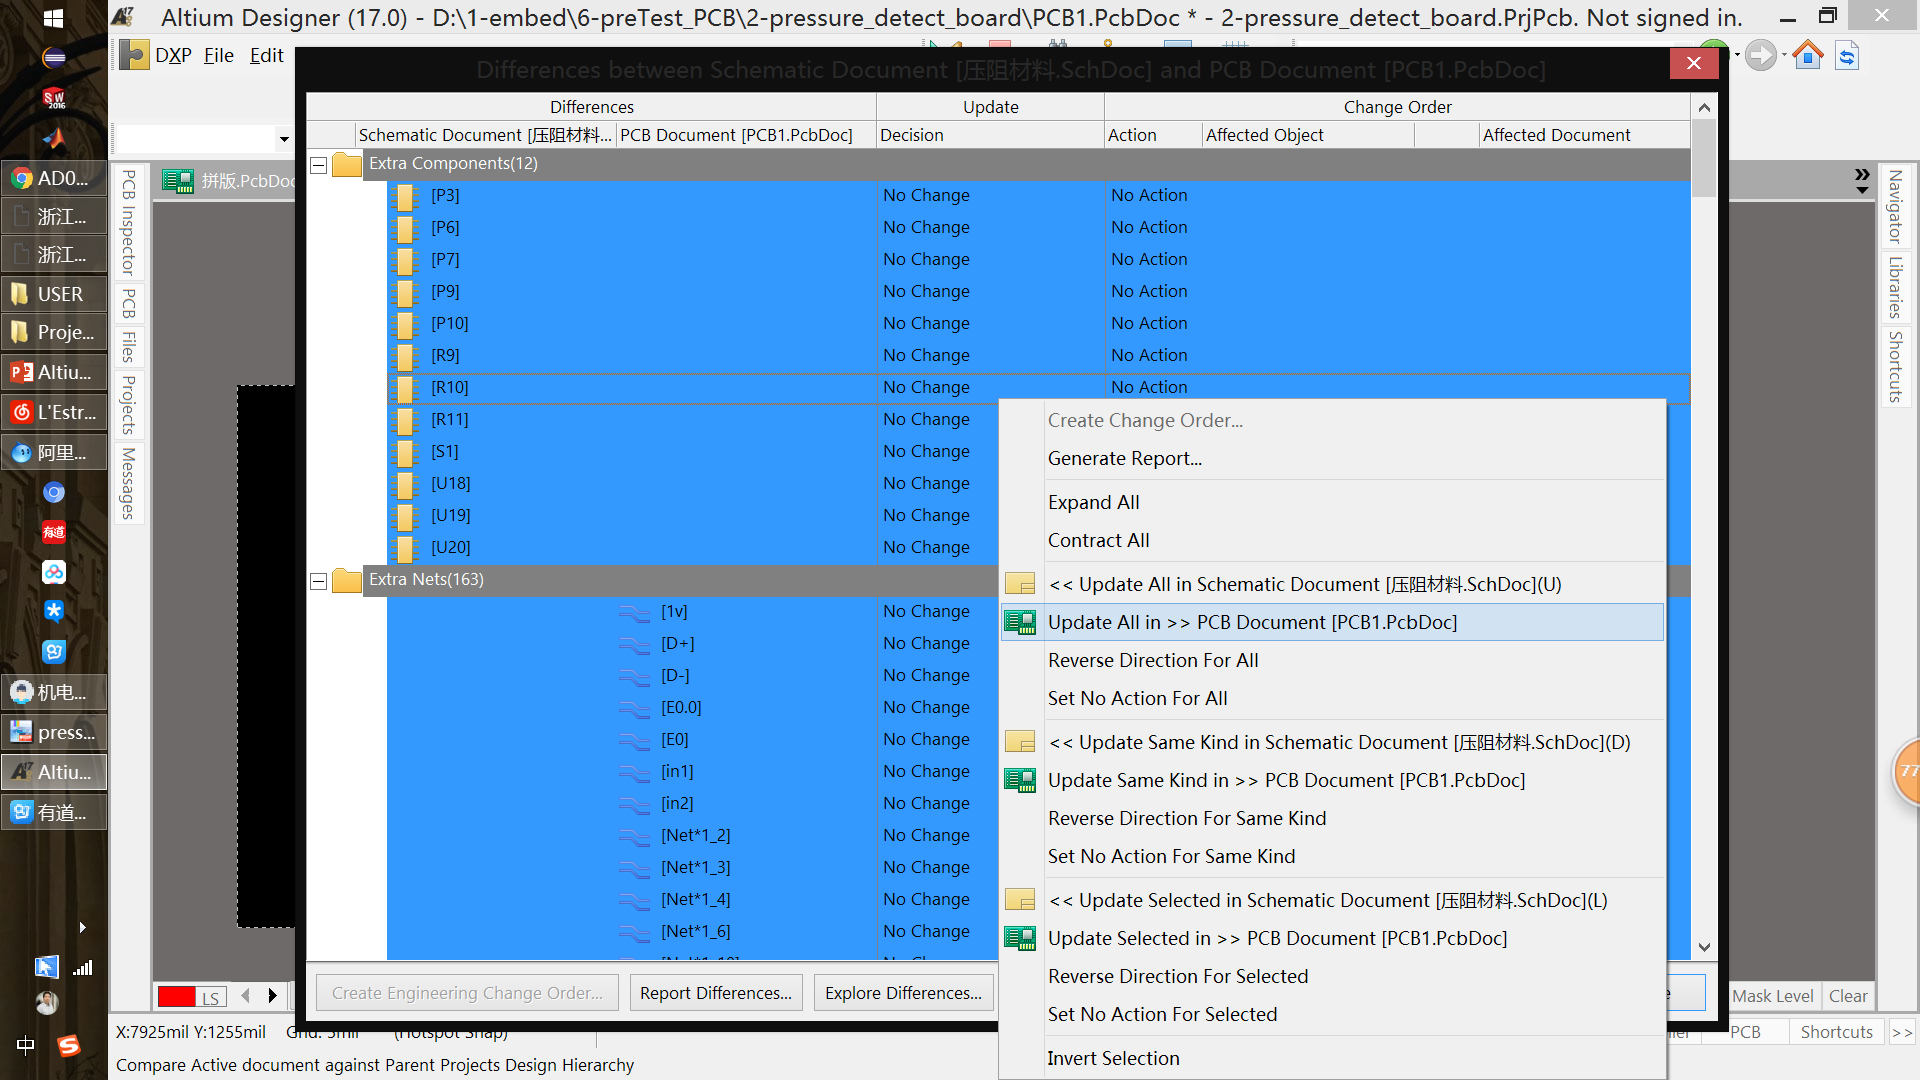 Altium Designer (17.0) - D:\1-embed\6-preTest_PCB\2-pressure_detect_board\PCB1.PcbDoc * - 2-pressure_detect_board.PrjPcb. Not signed in.
DXP File Edit
Differences between Schematic Document [压阻材料.SchDoc] and PCB Document [PCB1.PcbDoc]
Differences Update Change Order
Schematic Document [压阻材料... PCB Document [PCB1.PcbDoc] Decision Action Affected Object Affected Document
Extra Components(12)
[P3] No Change No Action
[P6] No Change No Action
[P7] No Change No Action
[P9] No Change No Action
[P10] No Change No Action
[R9] No Change No Action
[R10] No Change No Action
[R11] No Change
[S1] No Change
[U18] No Change
[U19] No Change
[U20] No Change
Extra Nets(163)
[1v] No Change
[D+] No Change
[D-] No Change
[E0.0] No Change
[E0] No Change
[in1] No Change
[in2] No Change
[Net*1_2] No Change
[Net*1_3] No Change
[Net*1_4] No Change
[Net*1_6] No Change
Create Change Order...
Generate Report...
Expand All
Contract All
<< Update All in Schematic Document [压阻材料.SchDoc](U)
Update All in >> PCB Document [PCB1.PcbDoc]
Reverse Direction For All
Set No Action For All
<< Update Same Kind in Schematic Document [压阻材料.SchDoc](D)
Update Same Kind in >> PCB Document [PCB1.PcbDoc]
Reverse Direction For Same Kind
Set No Action For Same Kind
<< Update Selected in Schematic Document [压阻材料.SchDoc](L)
Update Selected in >> PCB Document [PCB1.PcbDoc]
Reverse Direction For Selected
Set No Action For Selected
Invert Selection
Create Engineering Change Order...
Report Differences...
Explore Differences...
SW
2016
AD0...
浙江...
浙江...
USER
Proje...
Altiu...
L'Estr...
阿里...
有道
机电...
press...
Altiu...
有道...
中
PCB Inspector
PCB
Files
Projects
Messages
拼版.PcbDoc
Navigator
Libraries
Shortcuts
77
LS
Mask Level Clear
X:7925mil Y:1255mil Grid: 5mil (Hotspot Snap)
PCB Shortcuts >>
Compare Active document against Parent Projects Design Hierarchy